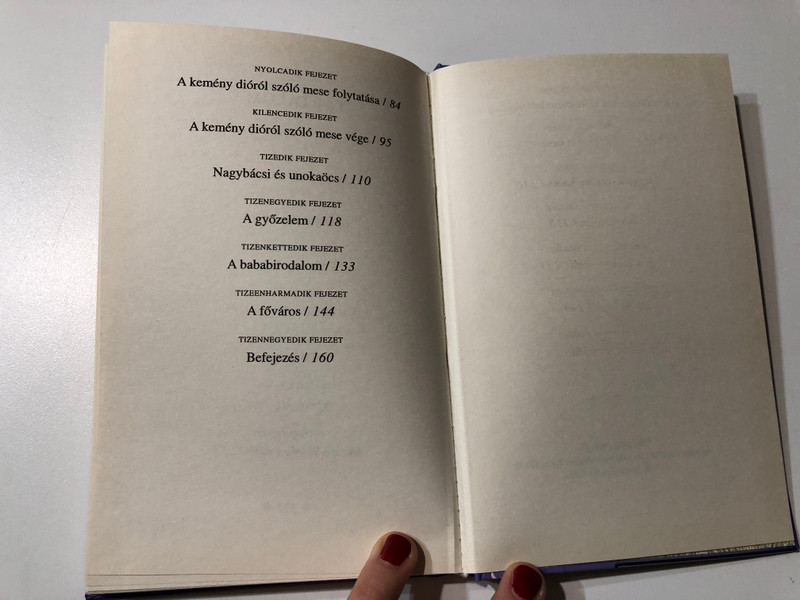 NYOLCADIK FEJEZET
A kemény dióról szóló mese folytatása / 84
KILENCEDIK FEJEZET
A kemény dióról szóló mese vége / 95
TIZEDIK FEJEZET
Nagybácsi és unokaöcs / 110
TIZENEGYEDIK FEJEZET
A győzelem / 118
TIZENKETTEDIK FEJEZET
A bababirodalom / 133
TIZEENHARMADIK FEJEZET
A főváros / 144
TIZENNEGYEDIK FEJEZET
Befejezés / 160